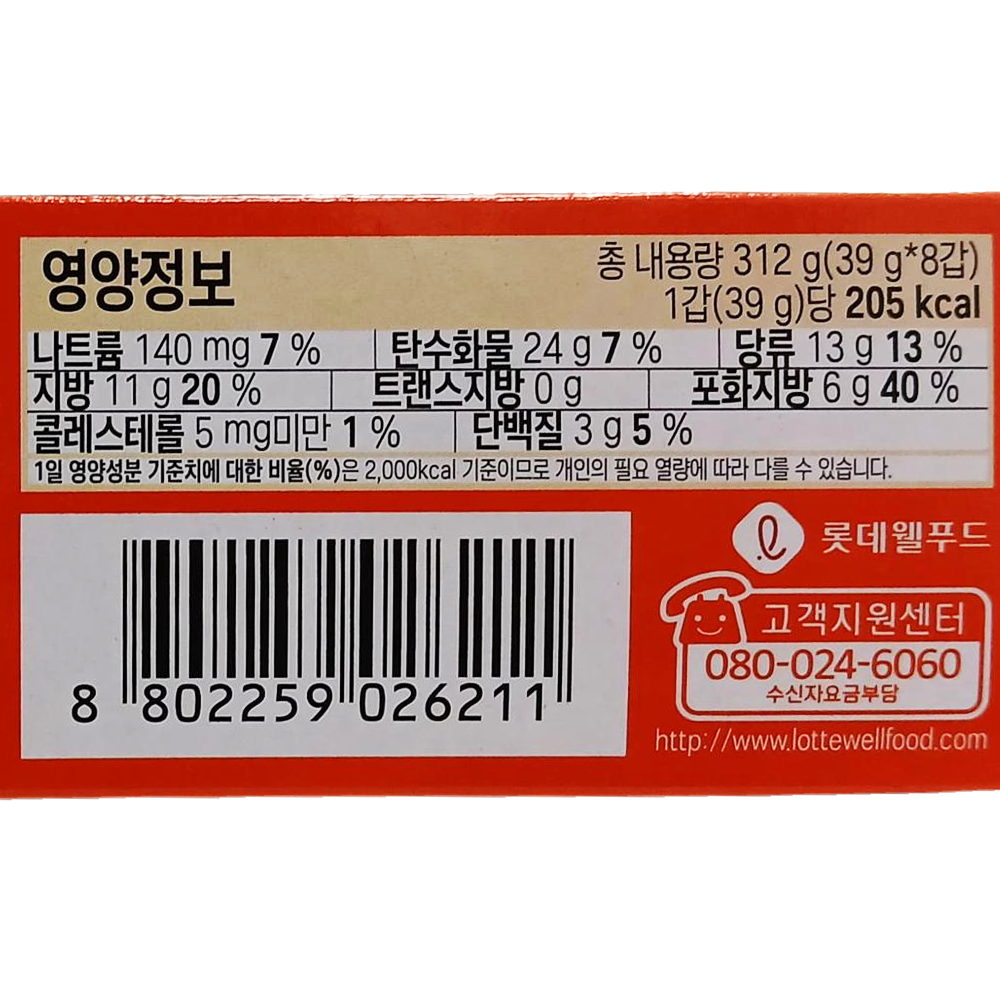 영양정보
총 내용량 312 g(39 g*8갑)
1갑(39 g)당 205 kcal
나트륨 140 mg 7 % 탄수화물 24 g 7 % 당류 13 g 13 %
지방 11 g 20 % 트랜스지방 0 g 포화지방 6 g 40 %
콜레스테롤 5 mg미만 1 % 단백질 3 g 5 %
1일 영양성분 기준치에 대한 비율(%)은 2,000kcal 기준이므로 개인의 필요 열량에 따라 다를 수 있습니다.
8 802259 026211
롯데웰푸드
고객지원센터
080-024-6060
수신자요금부담
http://www.lottewellfood.com